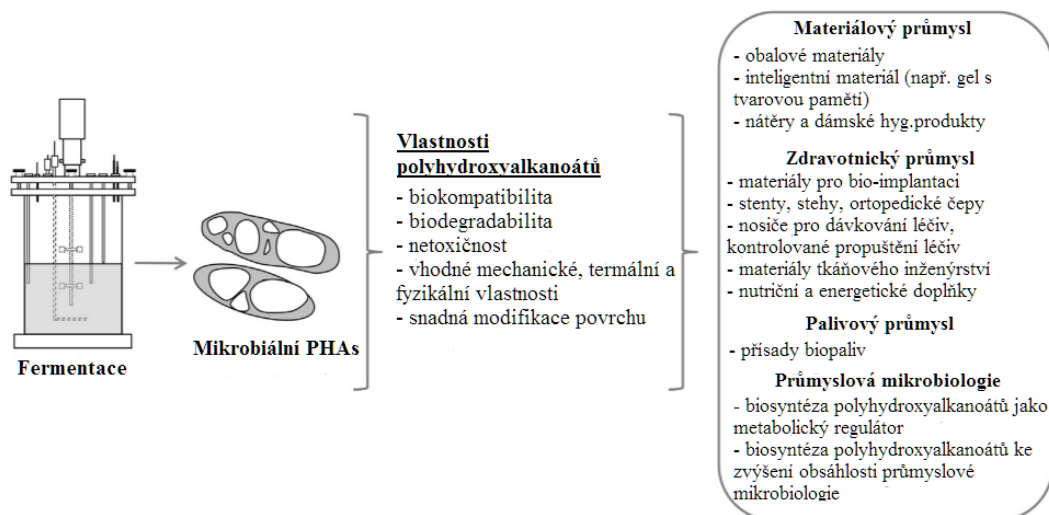 Fermentace
Mikrobiální PHAs
Vlastnosti
polyhydroxyalkanoátů
- biokompatibilita
- biodegradabilita
- netoxičnost
- vhodné mechanické, termální a
fyzikální vlastnosti
- snadná modifikace povrchu
Materiálový průmysl
- obalové materiály
- inteligentní materiál (např. gel s
tvarovou pamětí)
- nátěry a dámské hyg.produkty
Zdravotnický průmysl
- materiály pro bio-implantaci
- stenty, stehy, ortopedické čepy
- nosiče pro dávkování léčiv,
kontrolované propuštění léčiv
- materiály tkáňového inženýrství
- nutriční a energetické doplňky
Palivový průmysl
- přísady biopaliv
Průmyslová mikrobiologie
- biosyntéza polyhydroxyalkanoátů jako
metabolický regulátor
- biosyntéza polyhydroxyalkanoátů ke
zvýšení obsáhlosti průmyslové
mikrobiologie